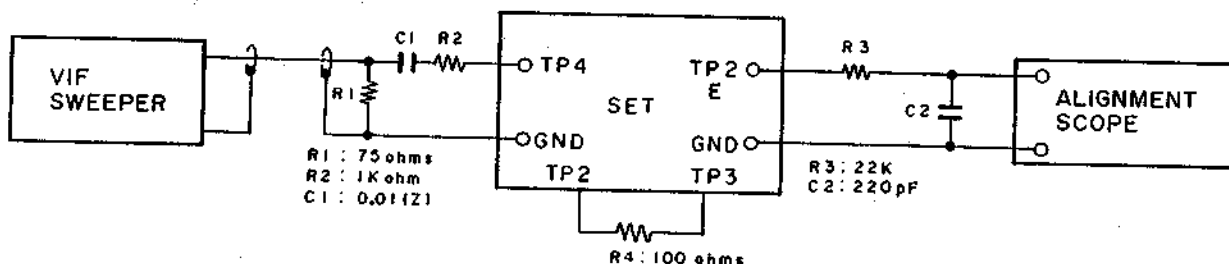 VIF
SWEEPER
C1
R2
R1
R1 : 75 ohms
R2 : 1K ohm
C1 : 0.01(Z)
TP4
GND
SET
TP2
E
GND
TP2
TP3
R4 : 100 ohms
R3
C2
R3 : 22K
C2 : 220pF
ALIGNMENT
SCOPE